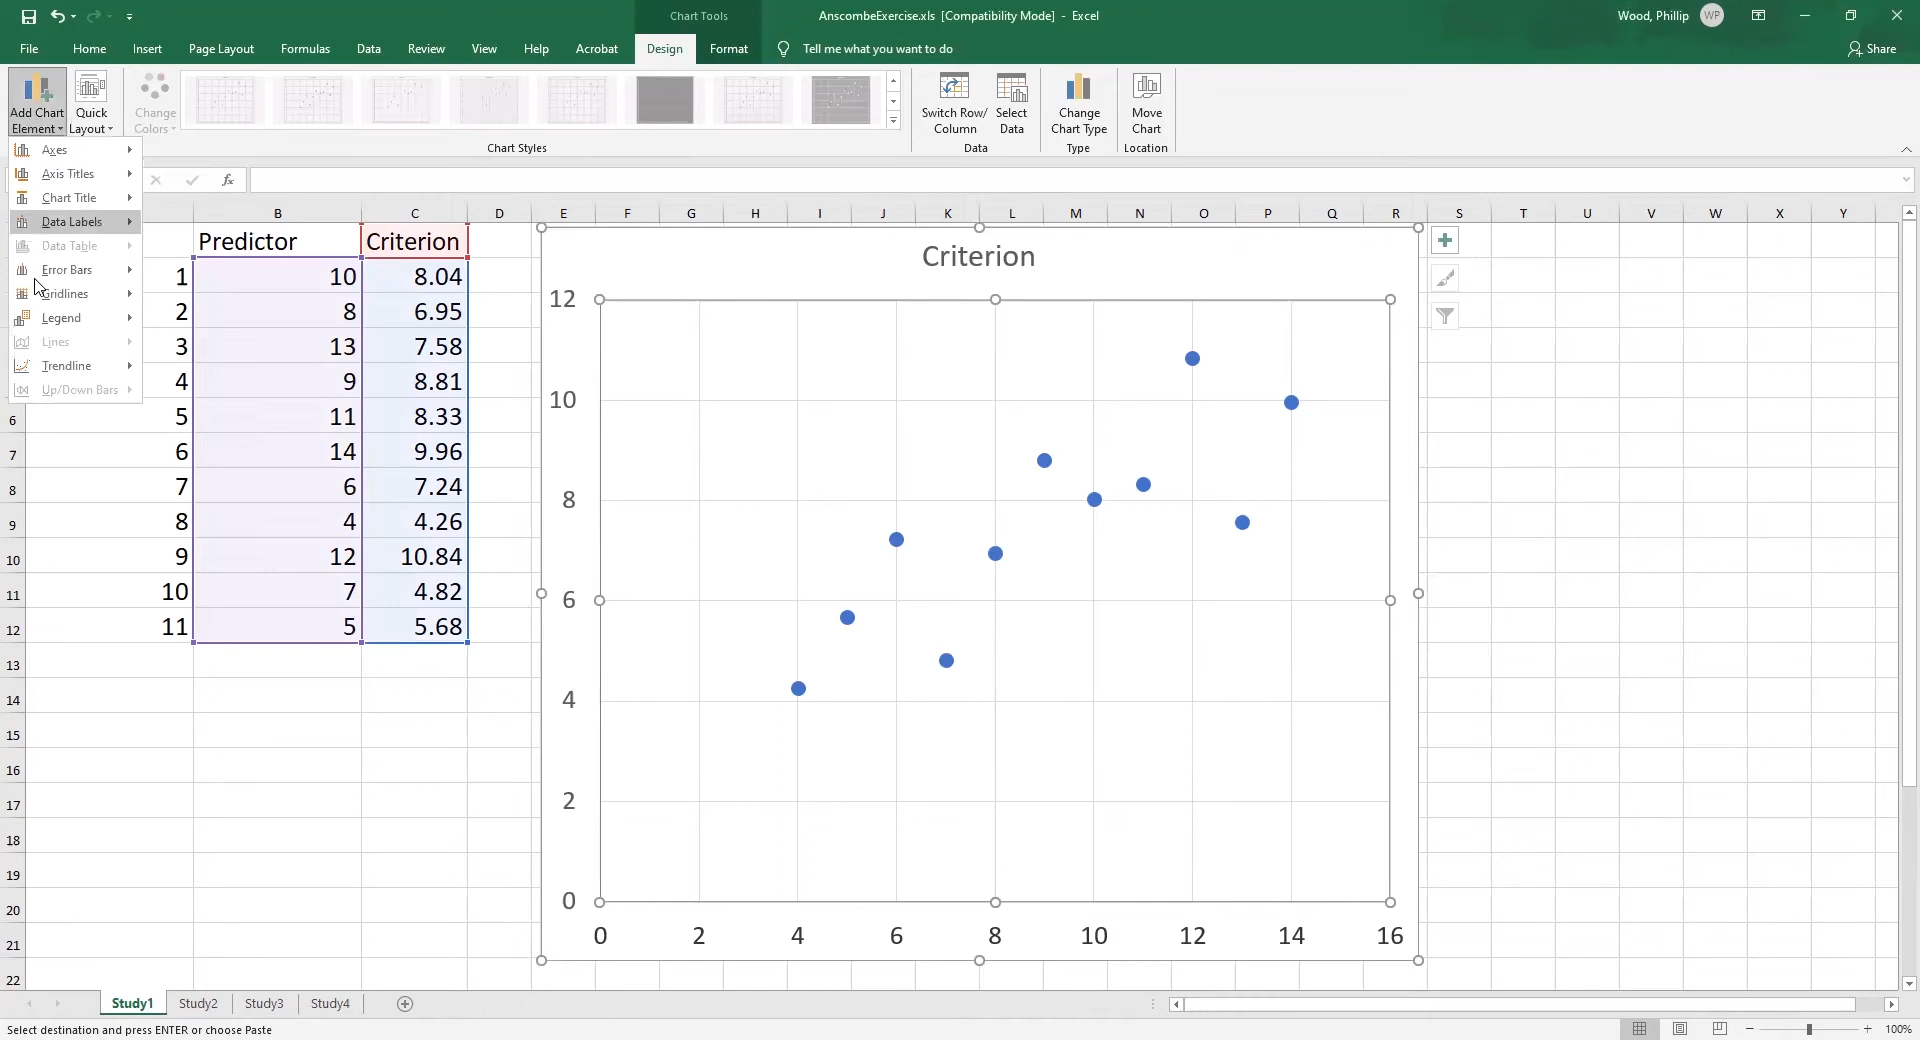 Chart Tools
AnscombeExercise.xls [Compatibility Mode] - Excel
Wood, Phillip
WP
File Home Insert Page Layout Formulas Data Review View Help Acrobat Design Format Tell me what you want to do
Share
Add Chart Element
Quick Layout
Change Colors
Switch Row/ Column
Select Data
Change Chart Type
Move Chart
Chart Styles
Data
Type
Location
Axes
Axis Titles
Chart Title
Data Labels
Data Table
Error Bars
Gridlines
Legend
Lines
Trendline
Up/Down Bars
fx
B C D E F G H I J K L M N O P Q R S T U V W X Y
Predictor Criterion
1 10 8.04
2 8 6.95
3 13 7.58
4 9 8.81
6 5 11 8.33
7 6 14 9.96
8 7 6 7.24
9 8 4 4.26
10 9 12 10.84
11 10 7 4.82
12 11 5 5.68
13
14
15
16
17
18
19
20
21
22
Criterion
12
10
8
6
4
2
0
0 2 4 6 8 10 12 14 16
Study1 Study2 Study3 Study4
Select destination and press ENTER or choose Paste
100%